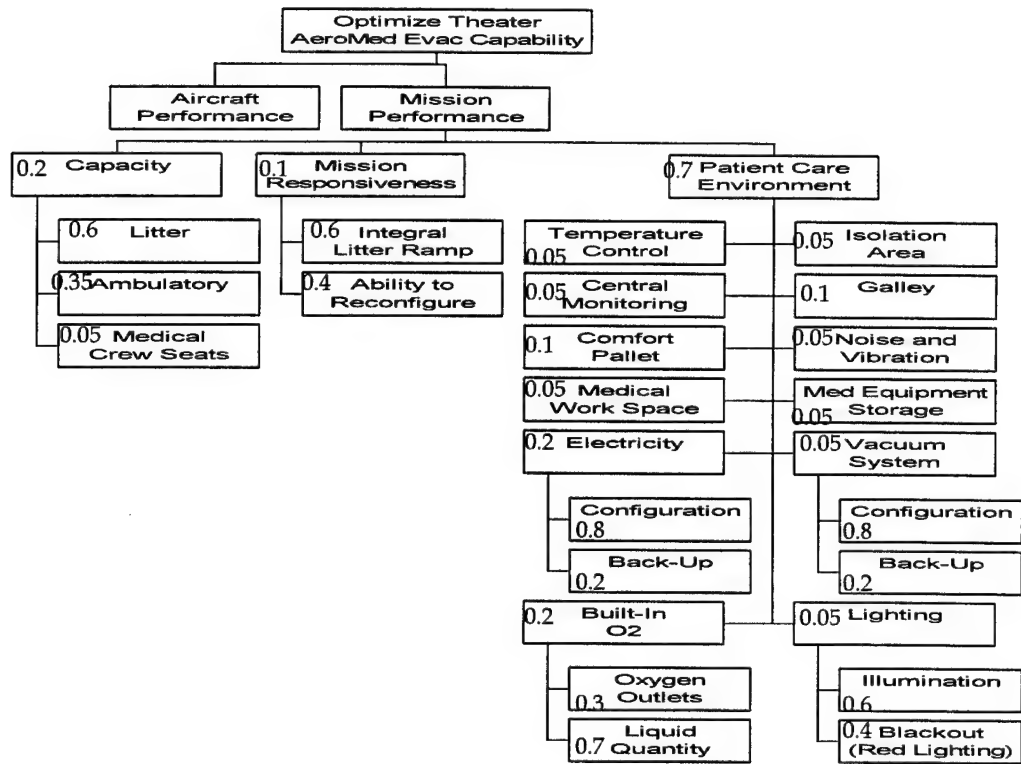 Optimize Theater
AeroMed Evac Capability
Aircraft
Performance
Mission
Performance
0.2 Capacity
0.1 Mission
Responsiveness
0.7 Patient Care
Environment
0.6 Litter
0.35 Ambulatory
0.05 Medical
Crew Seats
0.6 Integral
Litter Ramp
0.4 Ability to
Reconfigure
Temperature
0.05 Control
0.05 Isolation
Area
0.05 Central
Monitoring
0.1 Galley
0.1 Comfort
Pallet
0.05 Noise and
Vibration
0.05 Medical
Work Space
Med Equipment
0.05 Storage
0.2 Electricity
0.05 Vacuum
System
Configuration
0.8
Back-Up
0.2
Configuration
0.8
Back-Up
0.2
0.2 Built-In
O2
0.05 Lighting
Oxygen
0.3 Outlets
Liquid
0.7 Quantity
Illumination
0.6
0.4 Blackout
(Red Lighting)